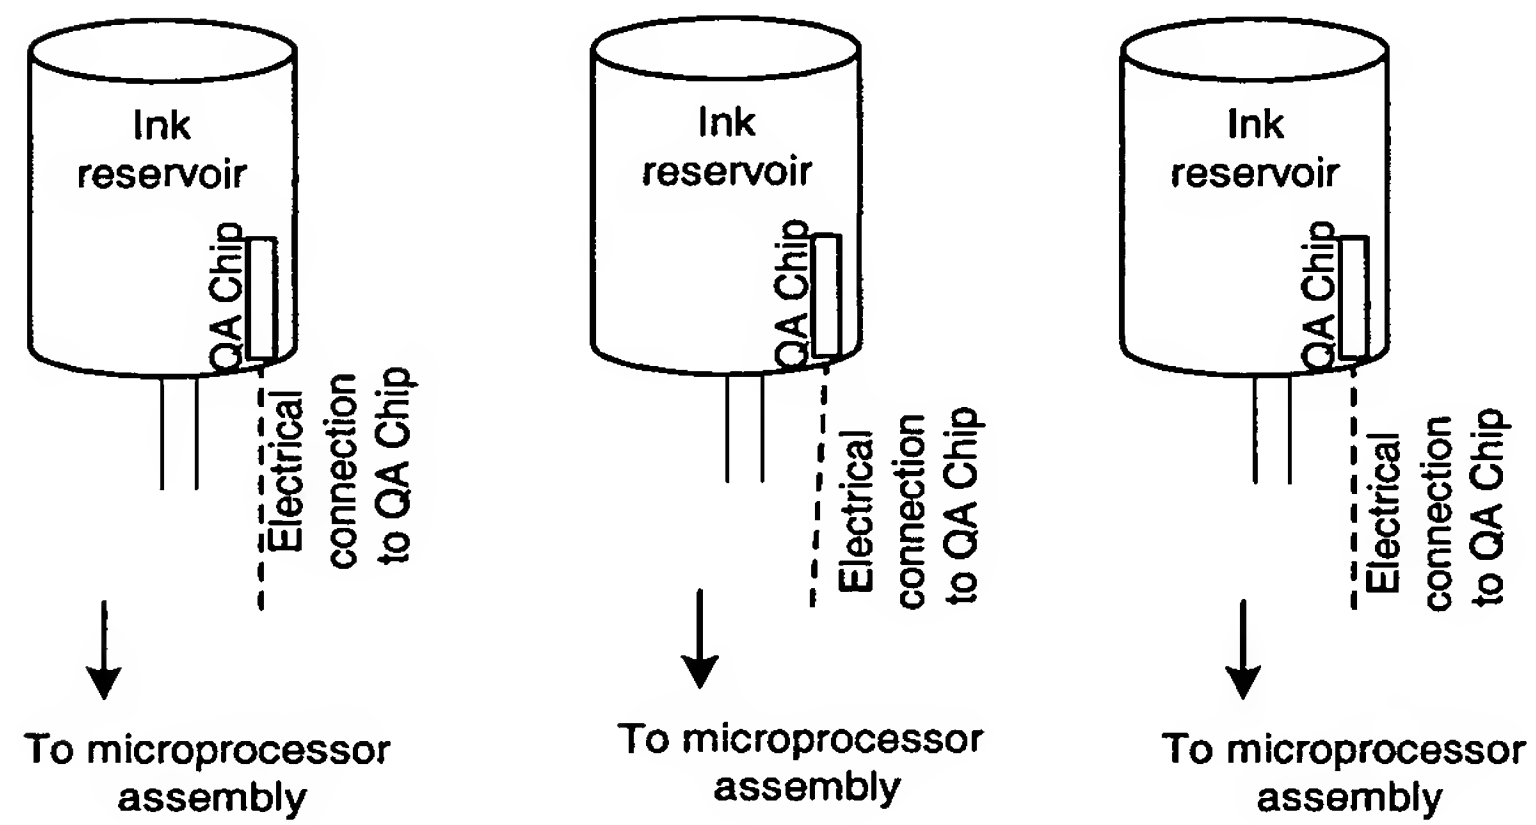 Ink
reservoir
QA Chip
Electrical
connection
to QA Chip
To microprocessor
assembly
Ink
reservoir
QA Chip
Electrical
connection
to QA Chip
To microprocessor
assembly
Ink
reservoir
QA Chip
Electrical
connection
to QA Chip
To microprocessor
assembly